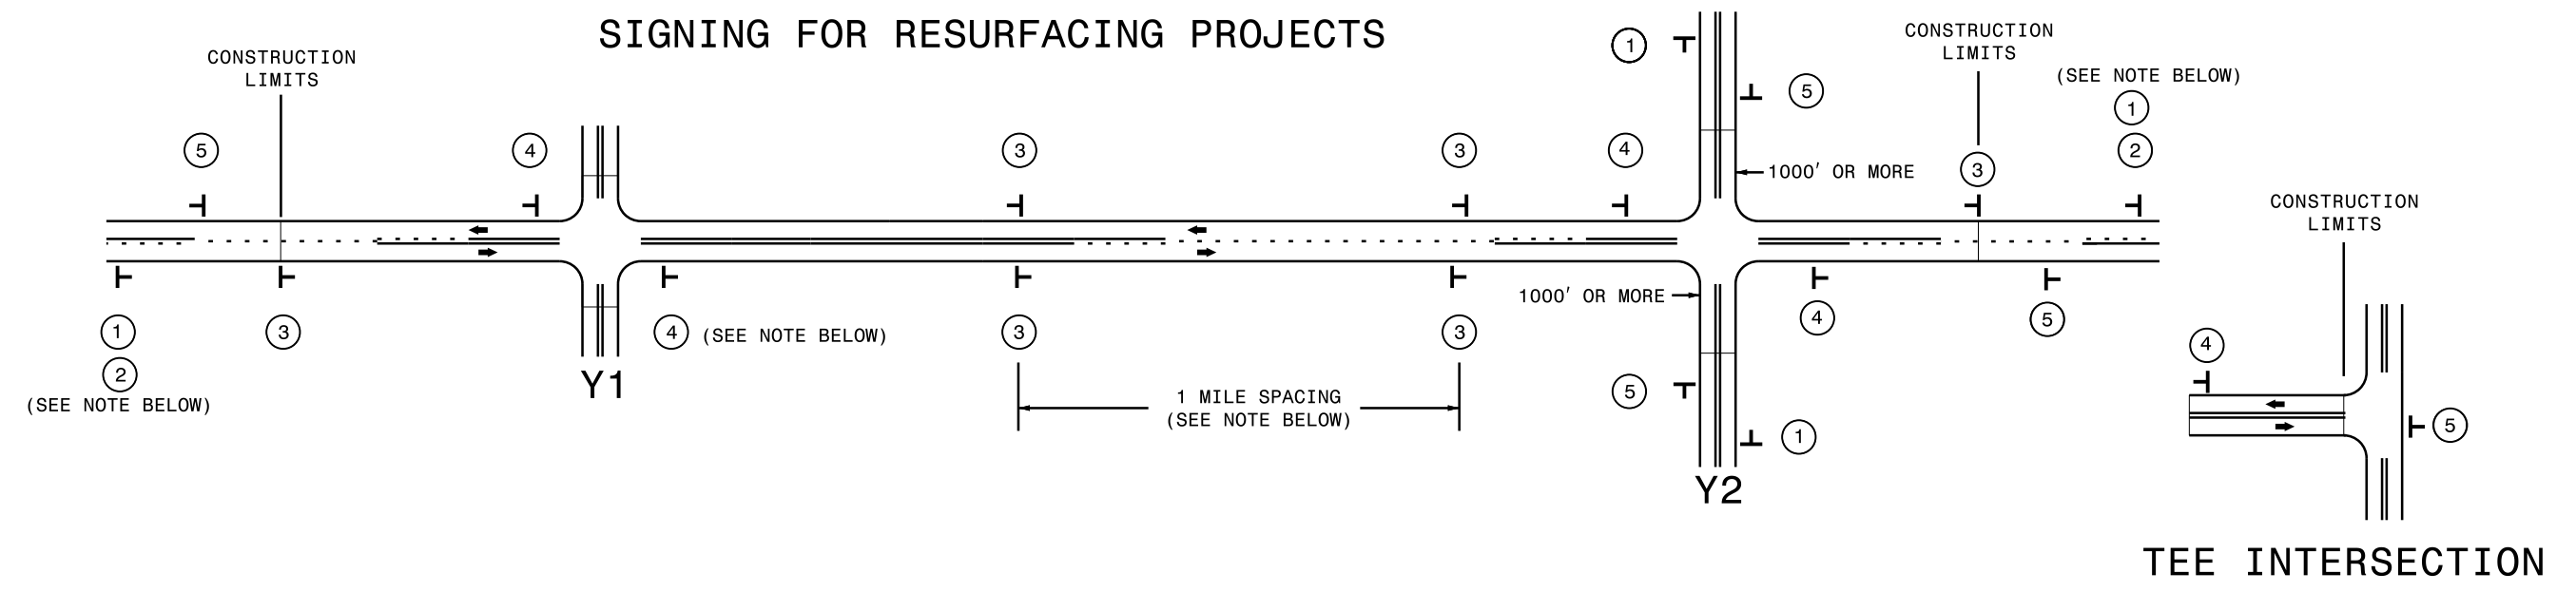 SIGNING FOR RESURFACING PROJECTS
CONSTRUCTION
LIMITS
5
4
3
3
4
1
5
1000' OR MORE
CONSTRUCTION
LIMITS
3
(SEE NOTE BELOW)
1
2
1
2
(SEE NOTE BELOW)
3
Y1
4 (SEE NOTE BELOW)
3
3
1 MILE SPACING
(SEE NOTE BELOW)
1000' OR MORE
5
1
Y2
4
5
CONSTRUCTION
LIMITS
4
5
TEE INTERSECTION